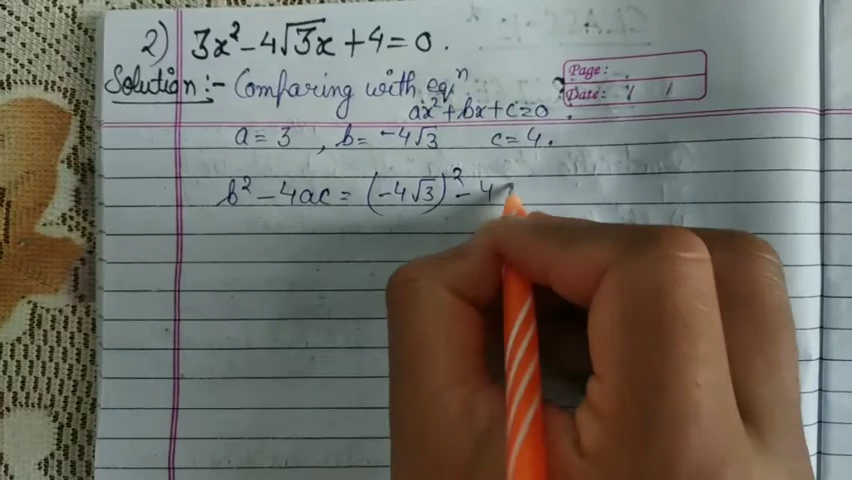 2) 3x² - 4√3x + 4 = 0.
Solution :- Comparing with eqⁿ
Page:
Date:
ax² + bx + c = 0.
a = 3, b = -4√3 c = 4.
b² - 4ac = (-4√3)² - 4